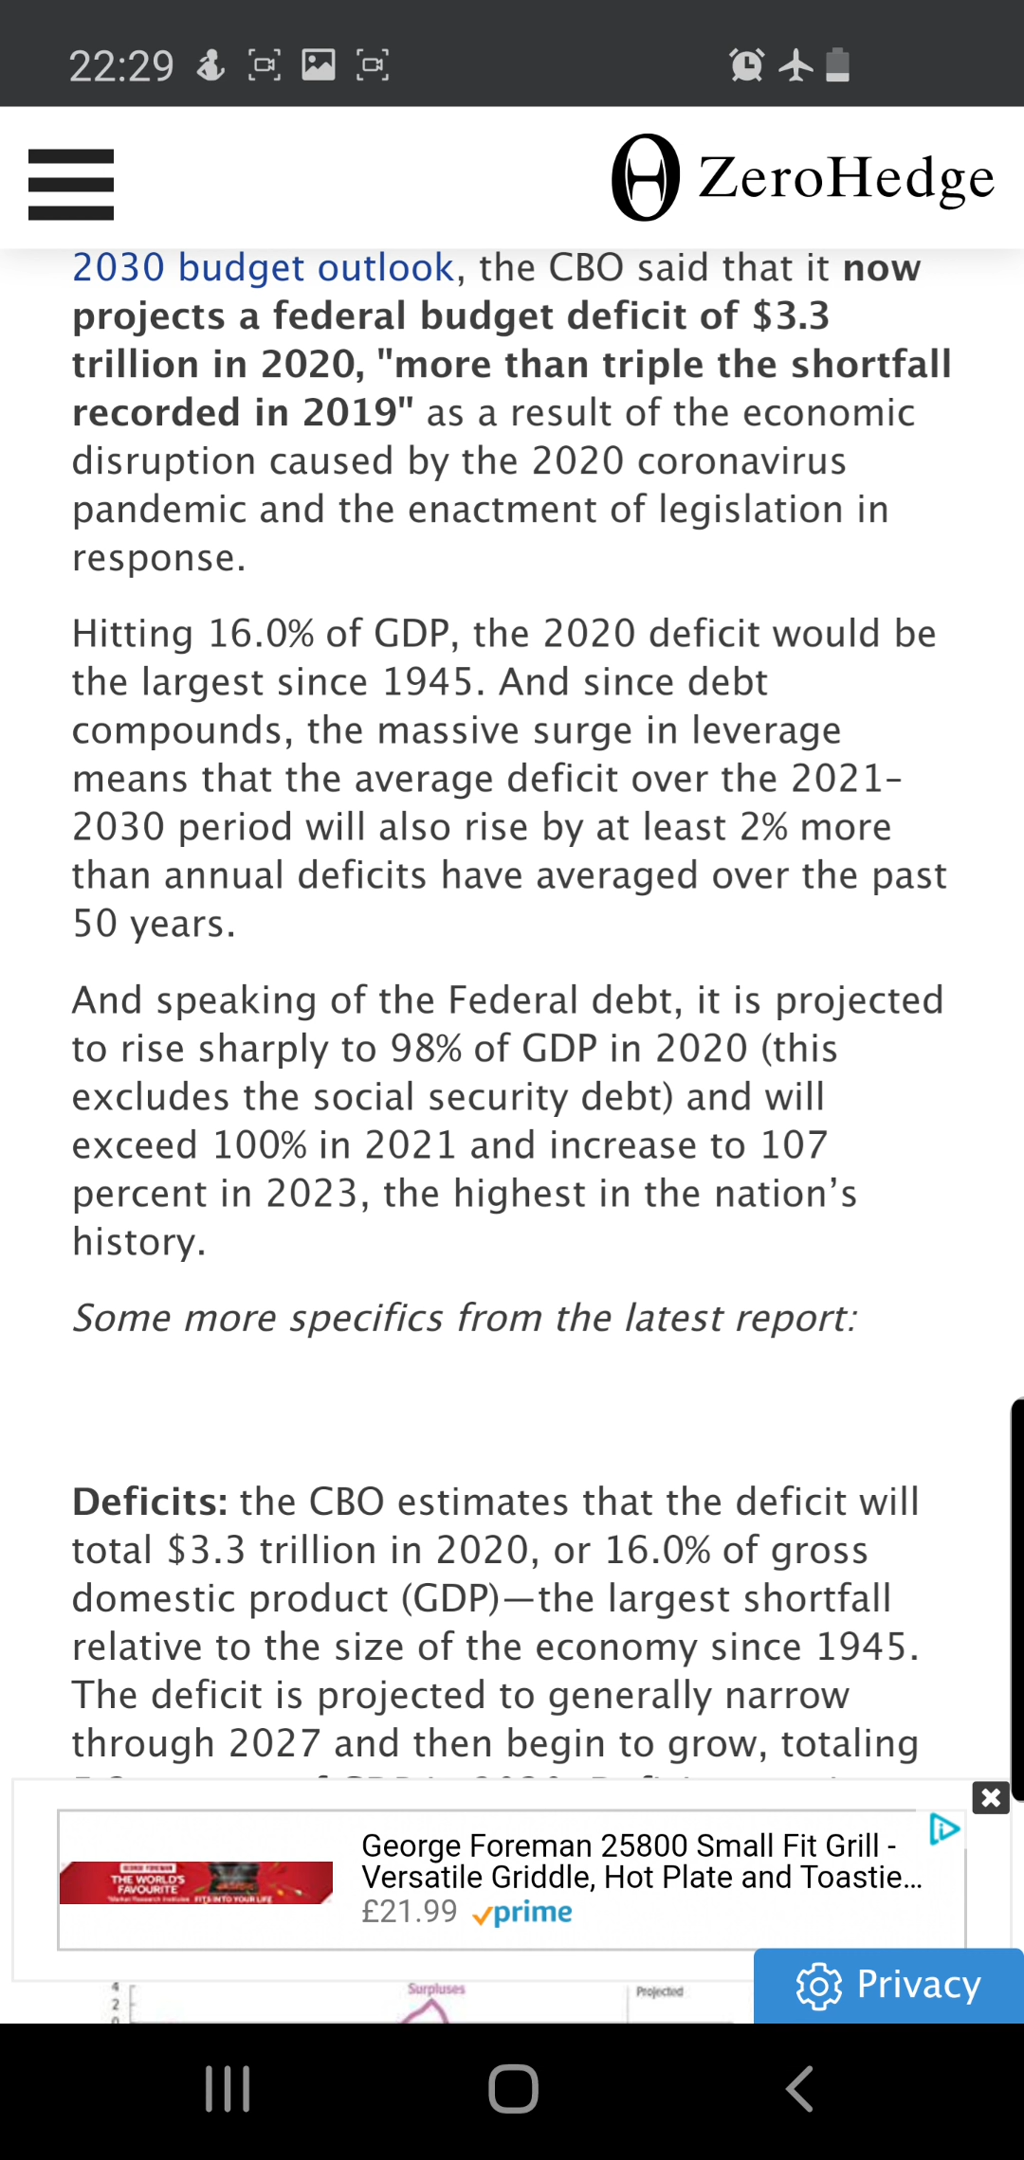 22:29
ZeroHedge
2030 budget outlook, the CBO said that it now
projects a federal budget deficit of $3.3
trillion in 2020, "more than triple the shortfall
recorded in 2019" as a result of the economic
disruption caused by the 2020 coronavirus
pandemic and the enactment of legislation in
response.
Hitting 16.0% of GDP, the 2020 deficit would be
the largest since 1945. And since debt
compounds, the massive surge in leverage
means that the average deficit over the 2021-
2030 period will also rise by at least 2% more
than annual deficits have averaged over the past
50 years.
And speaking of the Federal debt, it is projected
to rise sharply to 98% of GDP in 2020 (this
excludes the social security debt) and will
exceed 100% in 2021 and increase to 107
percent in 2023, the highest in the nation’s
history.
Some more specifics from the latest report:
Deficits: the CBO estimates that the deficit will
total $3.3 trillion in 2020, or 16.0% of gross
domestic product (GDP)—the largest shortfall
relative to the size of the economy since 1945.
The deficit is projected to generally narrow
through 2027 and then begin to grow, totaling
GEORGE FOREMAN
THE WORLD'S
FAVOURITE
FITS INTO YOUR LIFE
George Foreman 25800 Small Fit Grill -
Versatile Griddle, Hot Plate and Toastie...
£21.99 prime
Privacy
4
Surpluses
Projected
2
0